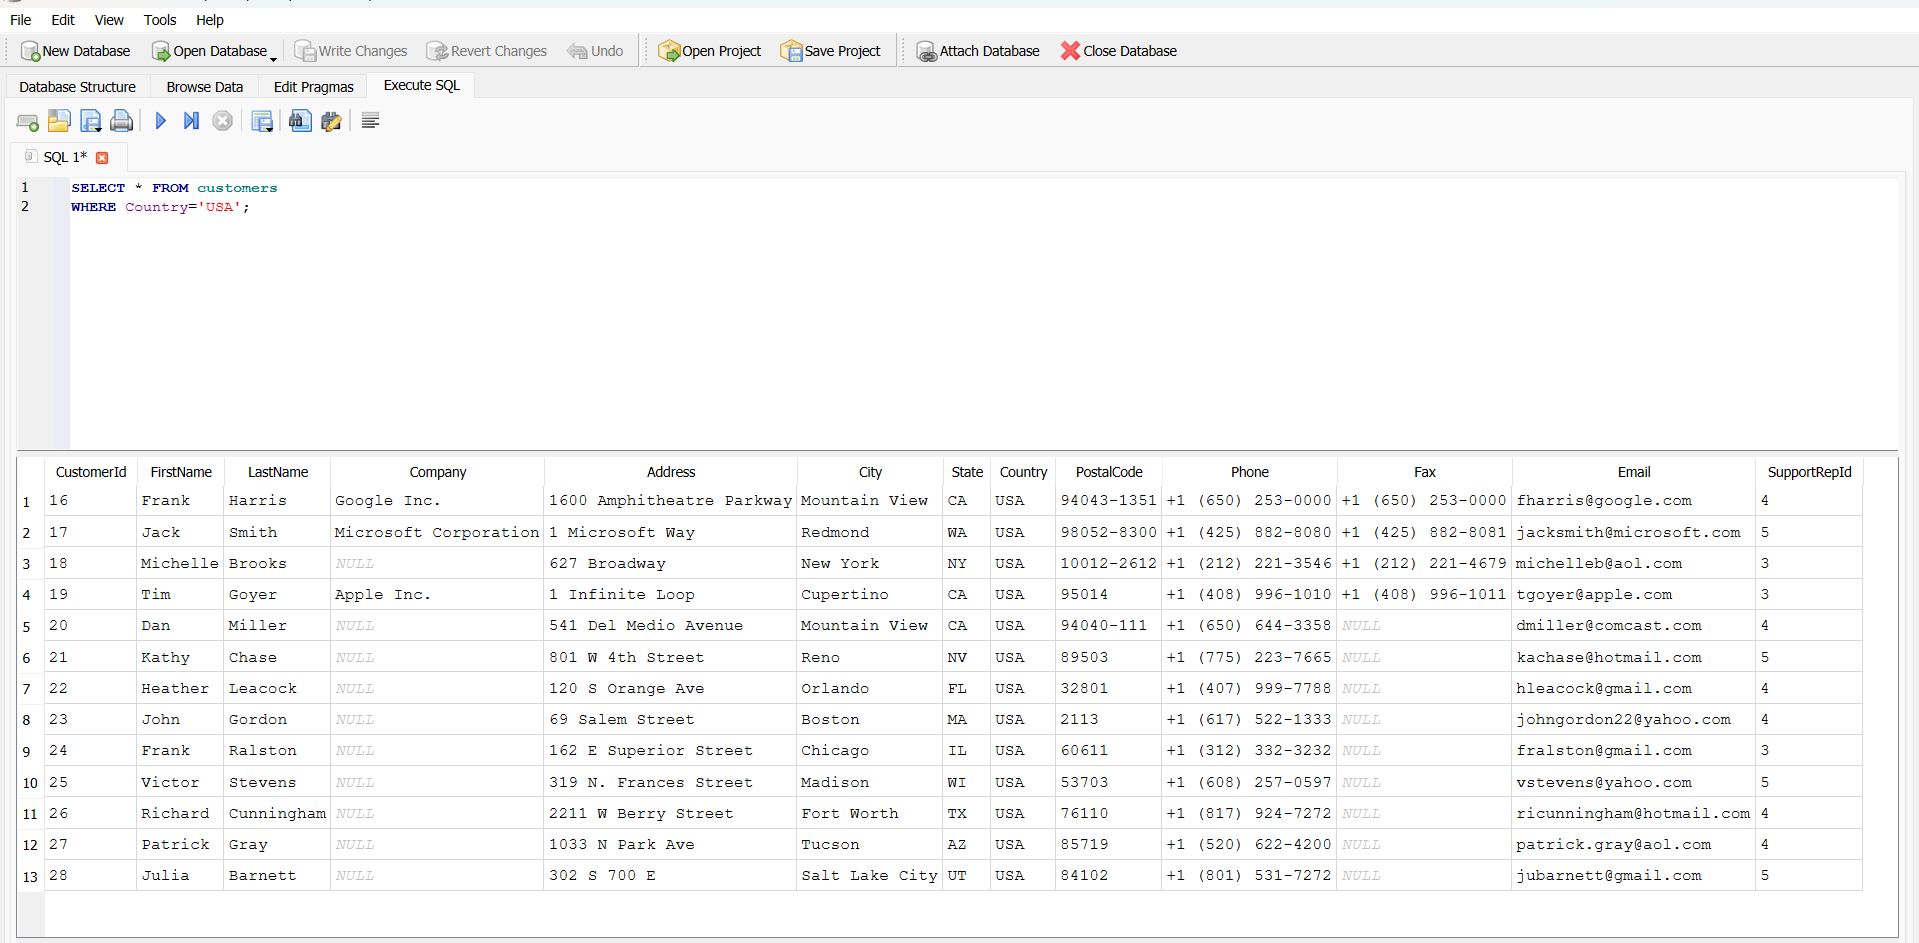 File Edit View Tools Help
New Database Open Database Write Changes Revert Changes Undo Open Project Save Project Attach Database Close Database
Database Structure Browse Data Edit Pragmas Execute SQL
SQL 1*
1 SELECT * FROM customers
2 WHERE Country='USA';
CustomerId FirstName LastName Company Address City State Country PostalCode Phone Fax Email SupportRepId
1 16 Frank Harris Google Inc. 1600 Amphitheatre Parkway Mountain View CA USA 94043-1351 +1 (650) 253-0000 +1 (650) 253-0000 fharris@google.com 4
2 17 Jack Smith Microsoft Corporation 1 Microsoft Way Redmond WA USA 98052-8300 +1 (425) 882-8080 +1 (425) 882-8081 jacksmith@microsoft.com 5
3 18 Michelle Brooks NULL 627 Broadway New York NY USA 10012-2612 +1 (212) 221-3546 +1 (212) 221-4679 michelleb@aol.com 3
4 19 Tim Goyer Apple Inc. 1 Infinite Loop Cupertino CA USA 95014 +1 (408) 996-1010 +1 (408) 996-1011 tgoyer@apple.com 3
5 20 Dan Miller NULL 541 Del Medio Avenue Mountain View CA USA 94040-111 +1 (650) 644-3358 NULL dmiller@comcast.com 4
6 21 Kathy Chase NULL 801 W 4th Street Reno NV USA 89503 +1 (775) 223-7665 NULL kachase@hotmail.com 5
7 22 Heather Leacock NULL 120 S Orange Ave Orlando FL USA 32801 +1 (407) 999-7788 NULL hleacock@gmail.com 4
8 23 John Gordon NULL 69 Salem Street Boston MA USA 2113 +1 (617) 522-1333 NULL johngordon22@yahoo.com 4
9 24 Frank Ralston NULL 162 E Superior Street Chicago IL USA 60611 +1 (312) 332-3232 NULL fralston@gmail.com 3
10 25 Victor Stevens NULL 319 N. Frances Street Madison WI USA 53703 +1 (608) 257-0597 NULL vstevens@yahoo.com 5
11 26 Richard Cunningham NULL 2211 W Berry Street Fort Worth TX USA 76110 +1 (817) 924-7272 NULL ricunningham@hotmail.com 4
12 27 Patrick Gray NULL 1033 N Park Ave Tucson AZ USA 85719 +1 (520) 622-4200 NULL patrick.gray@aol.com 4
13 28 Julia Barnett NULL 302 S 700 E Salt Lake City UT USA 84102 +1 (801) 531-7272 NULL jubarnett@gmail.com 5